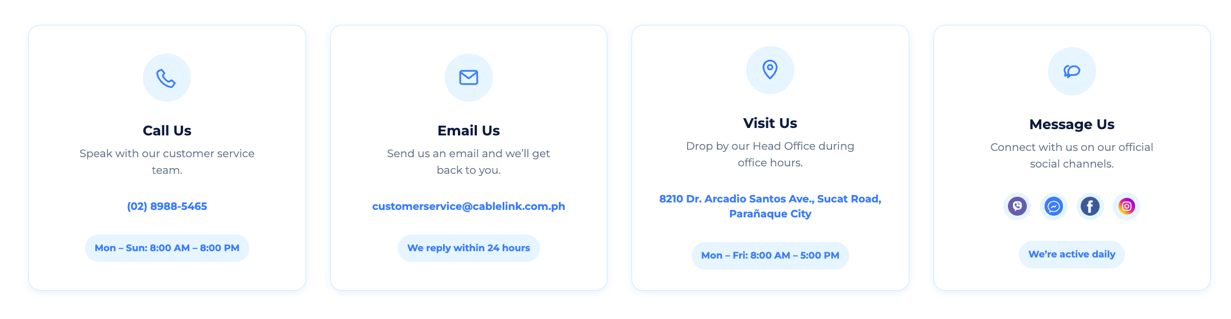 Call Us
Speak with our customer service
team.
(02) 8988-5465
Mon – Sun: 8:00 AM – 8:00 PM
Email Us
Send us an email and we’ll get
back to you.
customerservice@cablelink.com.ph
We reply within 24 hours
Visit Us
Drop by our Head Office during
office hours.
8210 Dr. Arcadio Santos Ave., Sucat Road,
Parañaque City
Mon – Fri: 8:00 AM – 5:00 PM
Message Us
Connect with us on our official
social channels.
We’re active daily